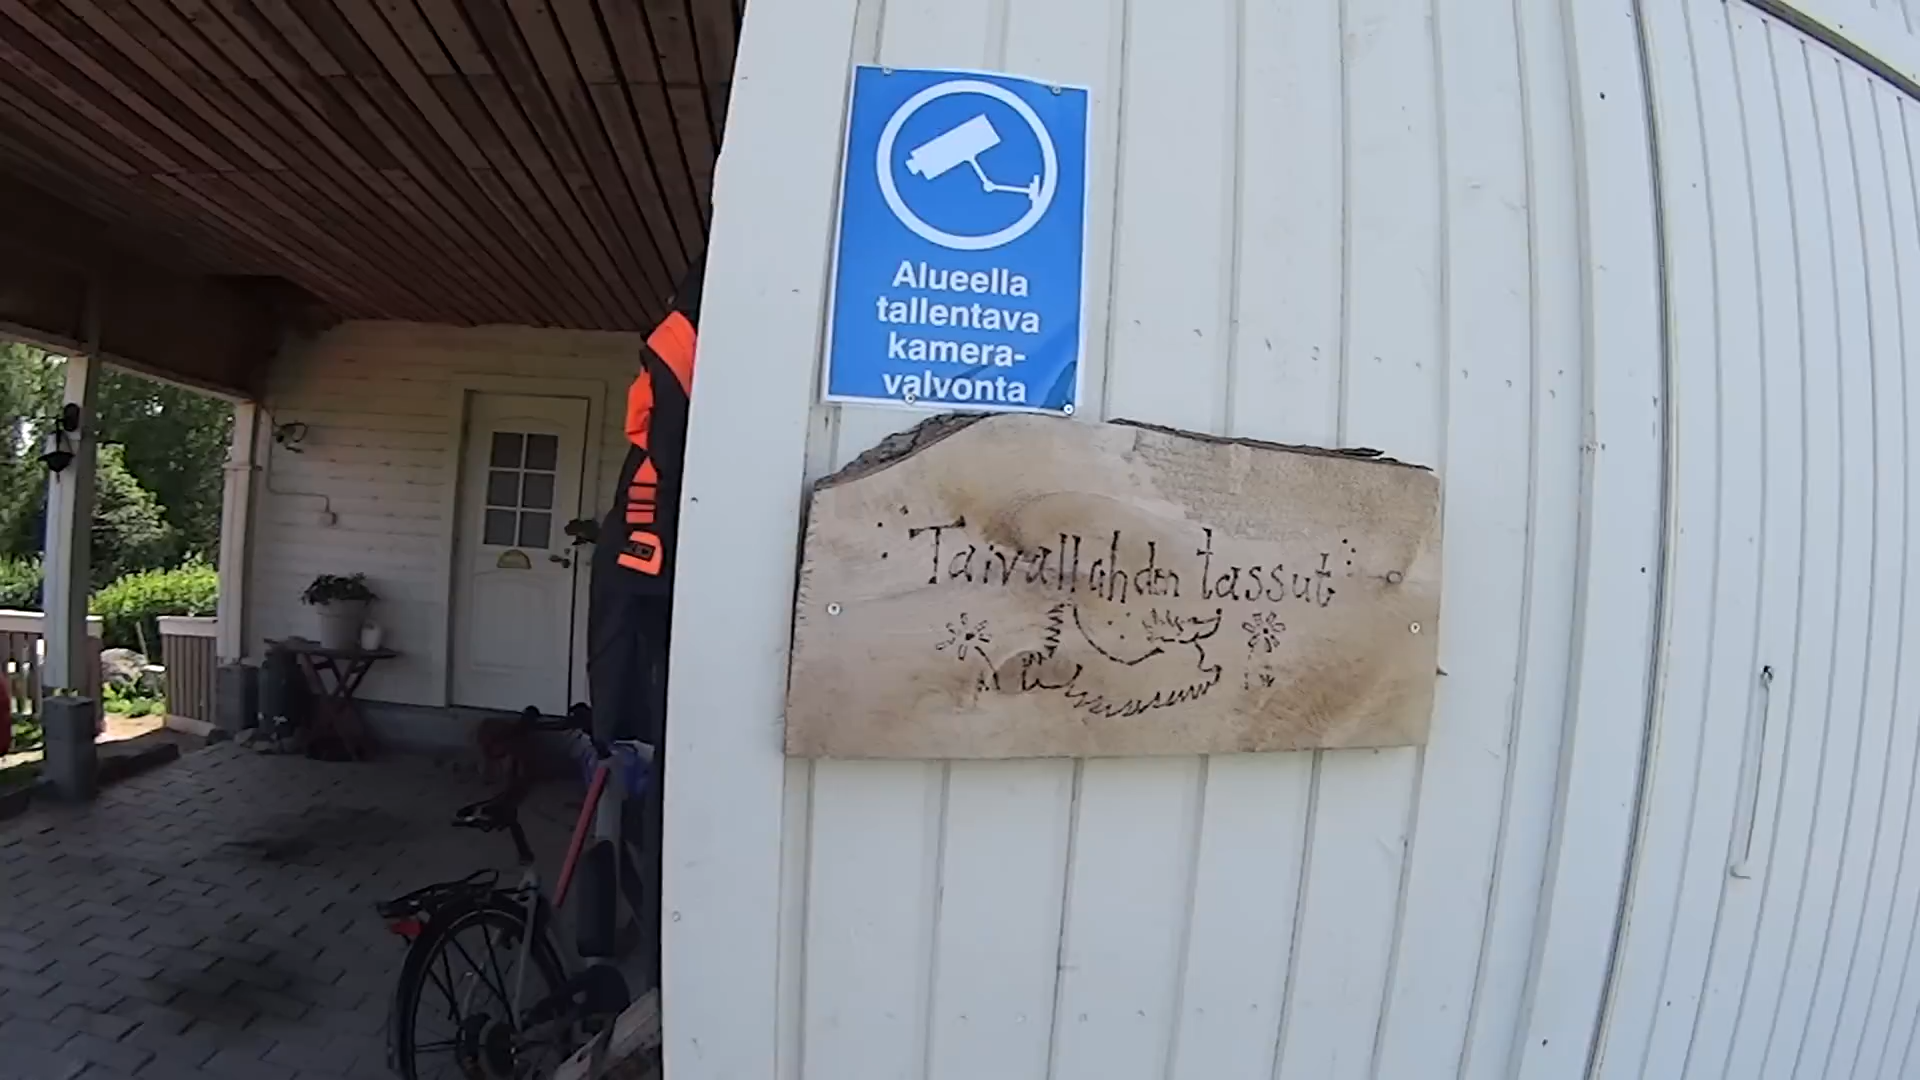 Alueella
tallentava
kamera-
valvonta
Taivallahden tassut